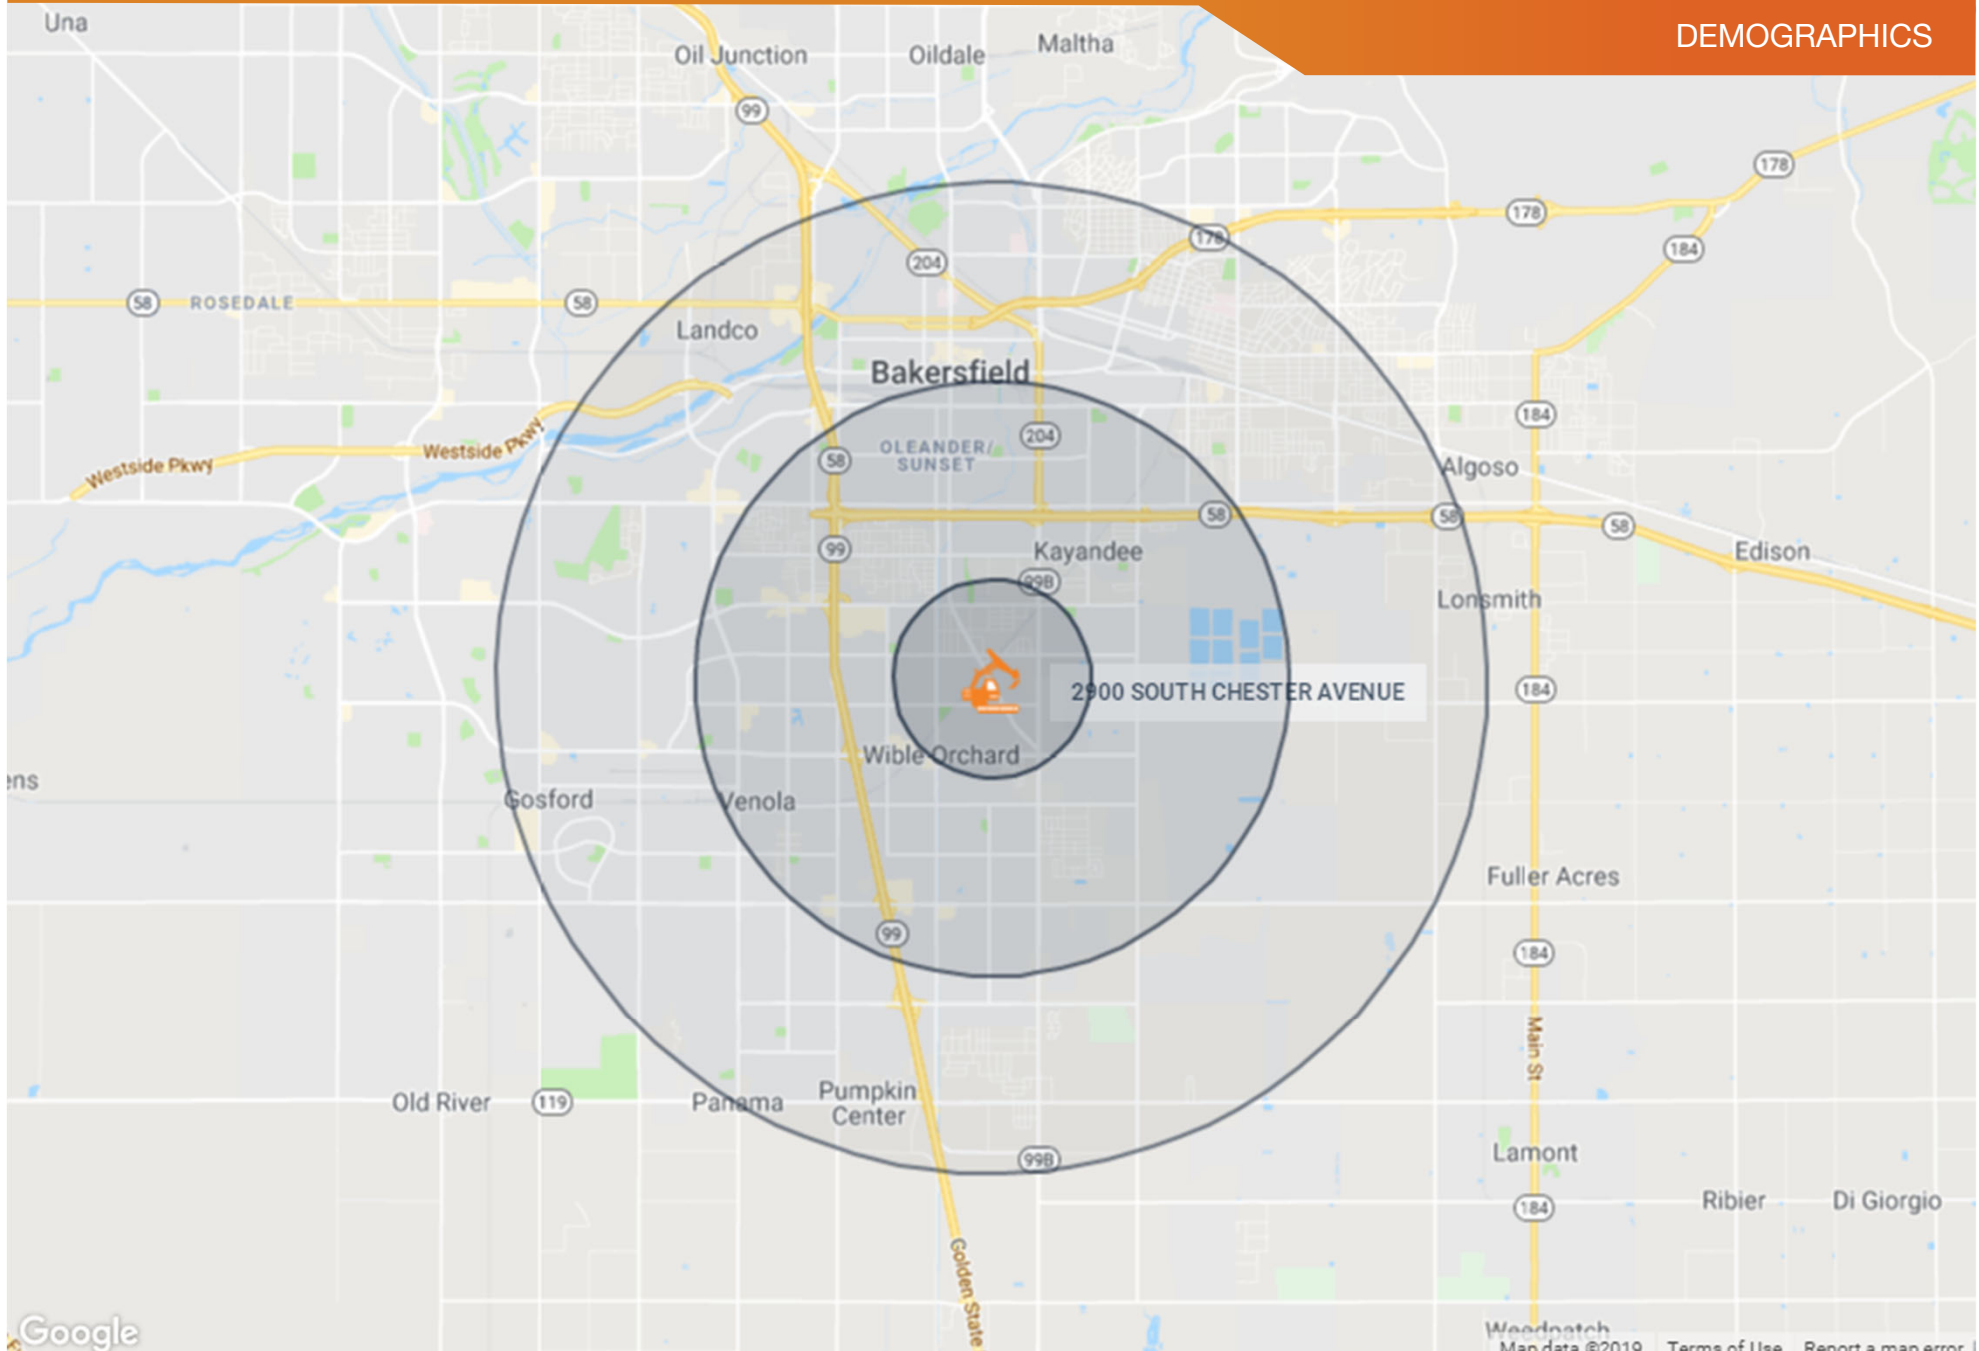 DEMOGRAPHICS
Una
Oil Junction
Oildale
Maltha
99
178
178
178
184
204
58
ROSEDALE
58
Landco
Bakersfield
184
Westside Pkwy
Westside Pkwy
OLEANDER/
SUNSET
204
58
Algoso
58
58
58
99
Kayandee
Edison
99B
Lonsmith
2900 SOUTH CHESTER AVENUE
184
Wible Orchard
ens
Gosford
Venola
Fuller Acres
99
184
Main St
Old River
119
Panama
Pumpkin
Center
99B
Lamont
184
Ribier
Di Giorgio
Golden State
Google
Weedpatch
Map data ©2019
Terms of Use
Report a map error